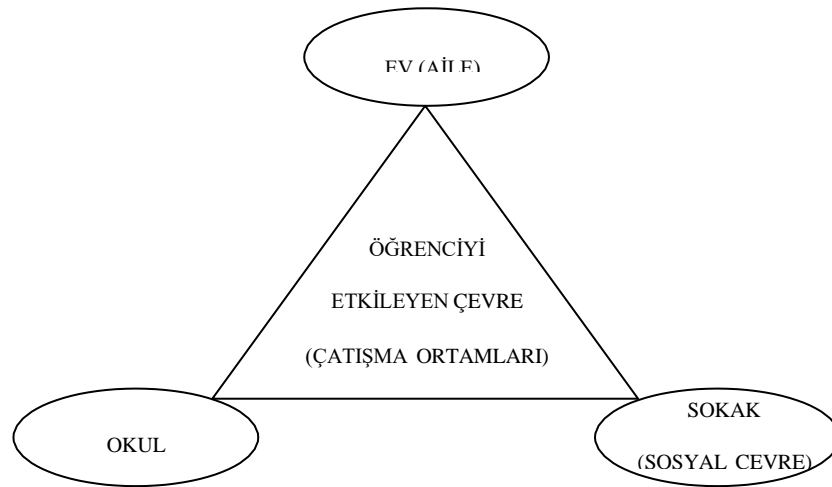 EV (AİLE)
ÖĞRENCİYİ
ETKİLEYEN ÇEVRE
(ÇATIŞMA ORTAMLARI)
OKUL
SOKAK
(SOSYAL CEVRE)